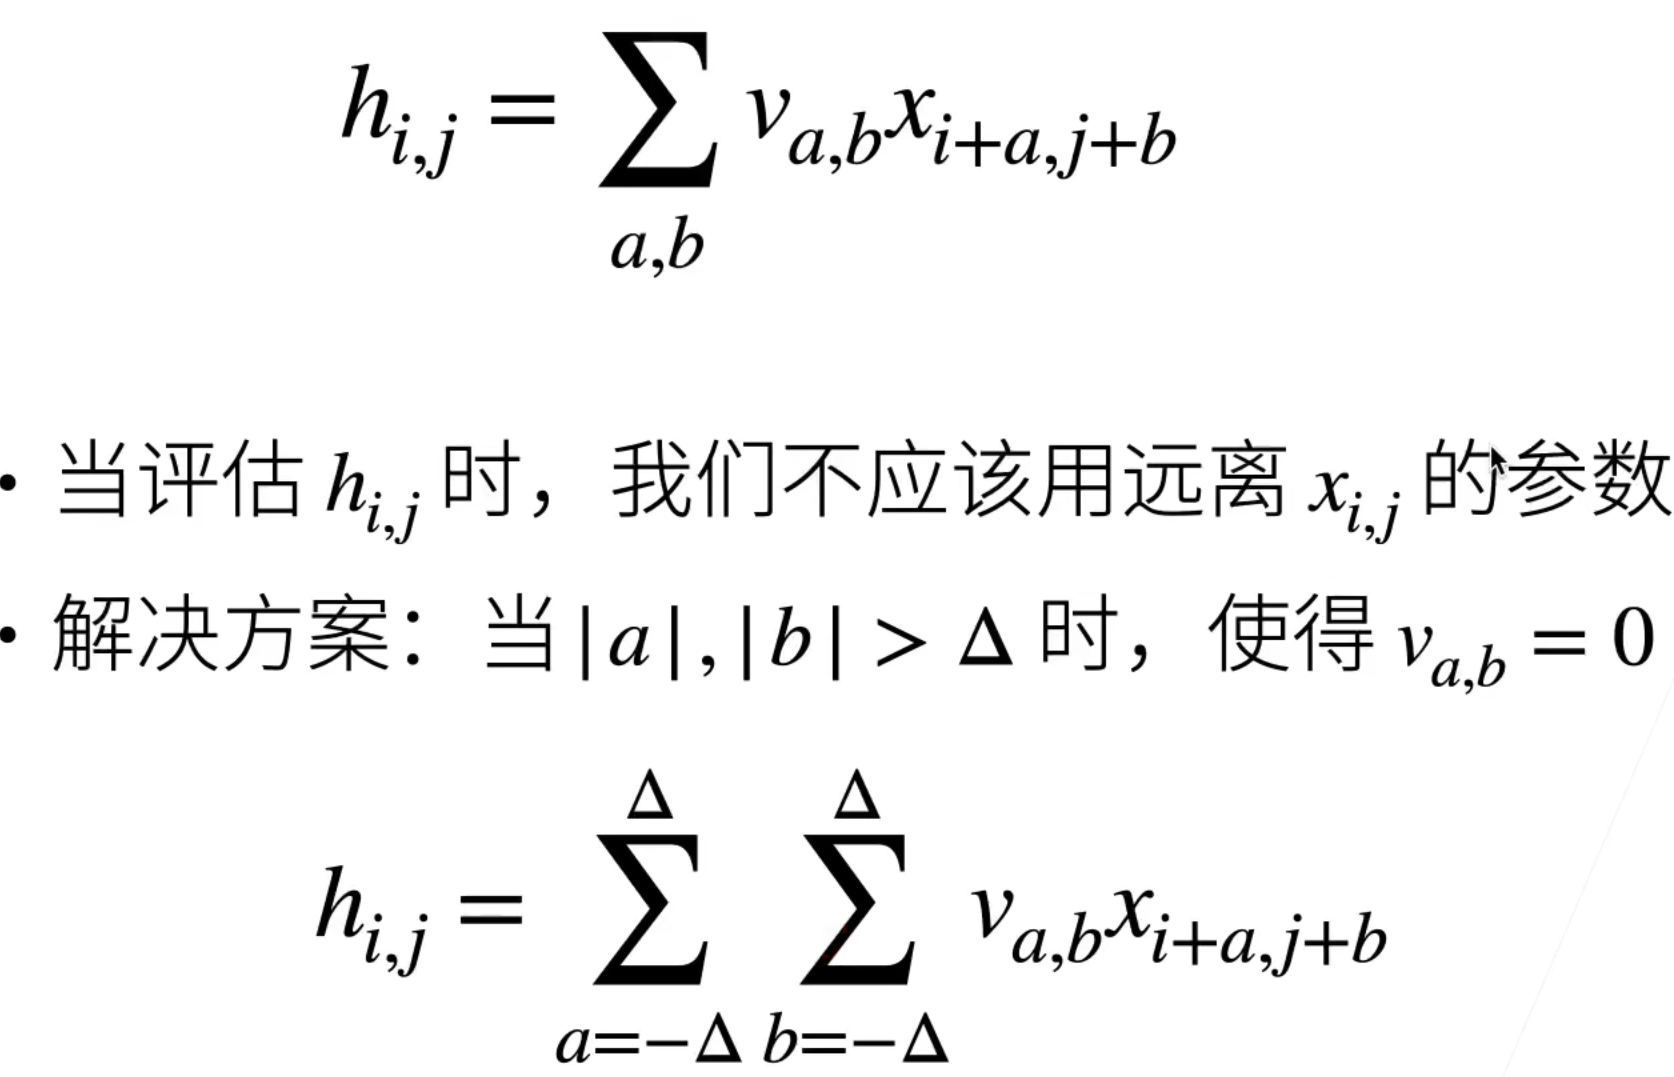 h_{i,j} = \sum_{a,b} v_{a,b} x_{i+a,j+b}
• 当评估 h_{i,j} 时，我们不应该用远离 x_{i,j} 的参数
• 解决方案：当 |a|,|b| > Δ 时，使得 v_{a,b} = 0
h_{i,j} = \sum_{a=-Δ}^{Δ} \sum_{b=-Δ}^{Δ} v_{a,b} x_{i+a,j+b}